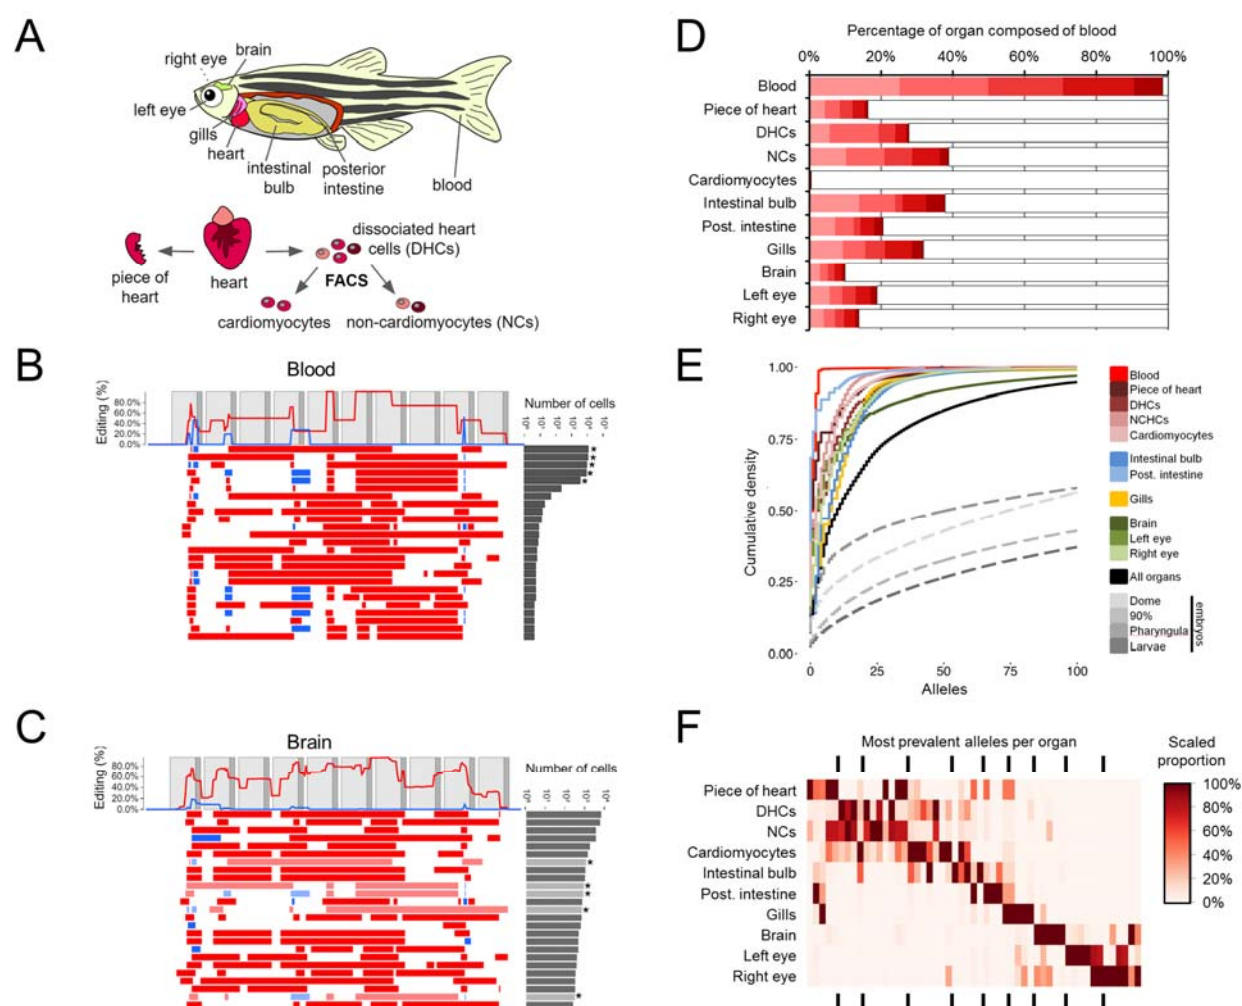 A
right eye
brain
left eye
gills
heart
intestinal
bulb
posterior
intestine
blood
piece of
heart
heart
dissociated heart
cells (DHCs)
FACS
cardiomyocytes
non-cardiomyocytes (NCs)
B
Blood
Editing (%)
80.0%
60.0%
40.0%
20.0%
0.0%
Number of cells
C
Brain
Editing (%)
80.0%
60.0%
40.0%
20.0%
0.0%
Number of cells
D
Percentage of organ composed of blood
0% 20% 40% 60% 80% 100%
Blood
Piece of heart
DHCs
NCs
Cardiomyocytes
Intestinal bulb
Post. intestine
Gills
Brain
Left eye
Right eye
E
Cumulative density
1.00
0.75
0.50
0.25
0.00
0 25 50 75 100
Alleles
Blood
Piece of heart
DHCs
NCHCs
Cardiomyocytes
Intestinal bulb
Post. intestine
Gills
Brain
Left eye
Right eye
All organs
Dome
90%
Pharyngula
Larvae
embryos
F
Most prevalent alleles per organ
Piece of heart
DHCs
NCs
Cardiomyocytes
Intestinal bulb
Post. intestine
Gills
Brain
Left eye
Right eye
Scaled
proportion
100%
80%
60%
40%
20%
0%